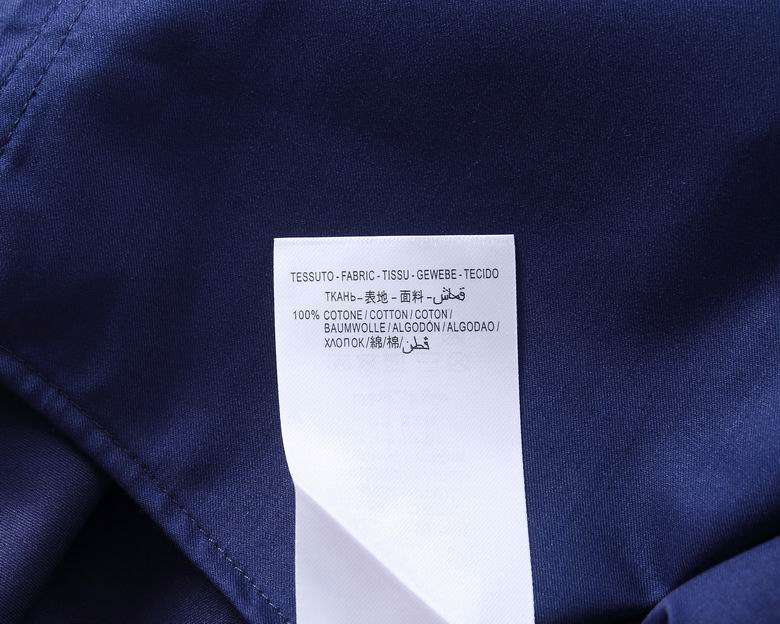 TESSUTO - FABRIC - TISSU - GEWEBE - TECIDO
ТКАНЬ - 表地 - 面料 - قماش
100% COTONE / COTTON / COTON /
BAUMWOLLE / ALGODÓN / ALGODAO /
ХЛОПОК / 綿 / 棉 / قطن